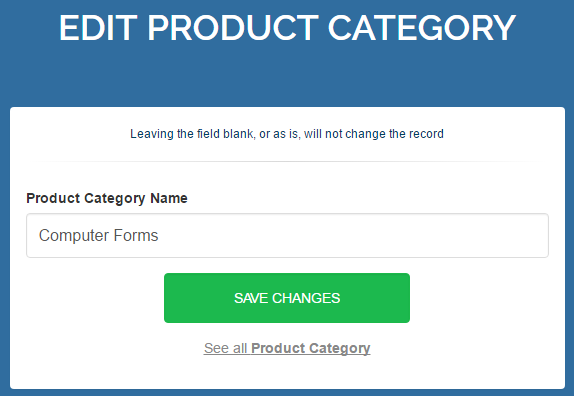 EDIT PRODUCT CATEGORY
Leaving the field blank, or as is, will not change the record
Product Category Name
Computer Forms
SAVE CHANGES
See all Product Category